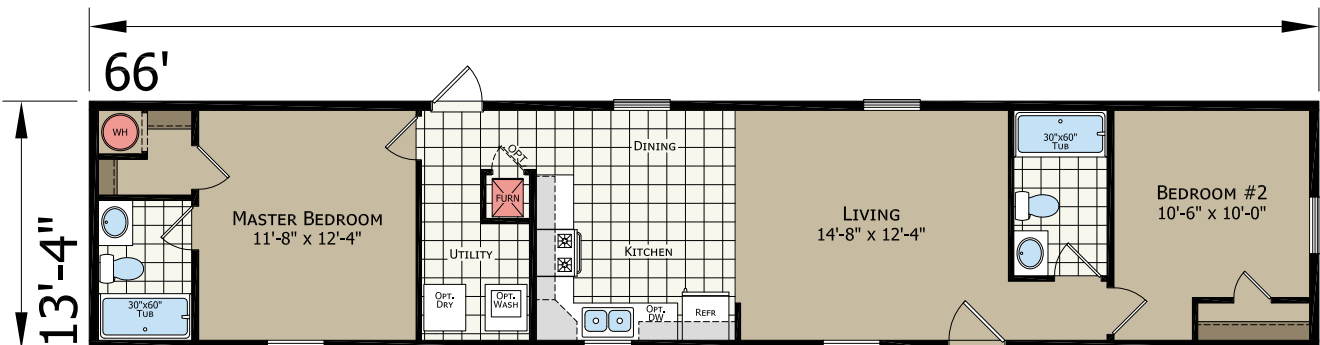 66'
13'-4"
WH
MASTER BEDROOM
11'-8" x 12'-4"
30"x60"
TUB
OPT.
FURN
UTILITY
OPT.
DRY
OPT.
WASH
DINING
KITCHEN
OPT.
DW
REFR
LIVING
14'-8" x 12'-4"
30"x60"
TUB
BEDROOM #2
10'-6" x 10'-0"